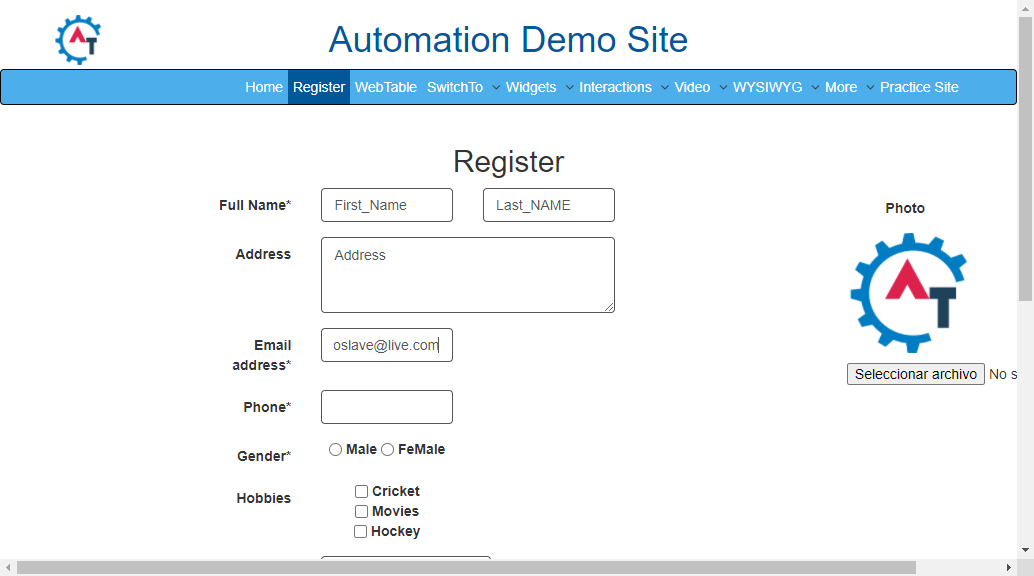 AT
Automation Demo Site
Home Register WebTable SwitchTo Widgets Interactions Video WYSIWYG More Practice Site
Register
Full Name* First_Name Last_NAME
Photo
Address Address
AT
Email address* oslave@live.com
Seleccionar archivo No s
Phone*
Gender* Male FeMale
Hobbies Cricket
Movies
Hockey